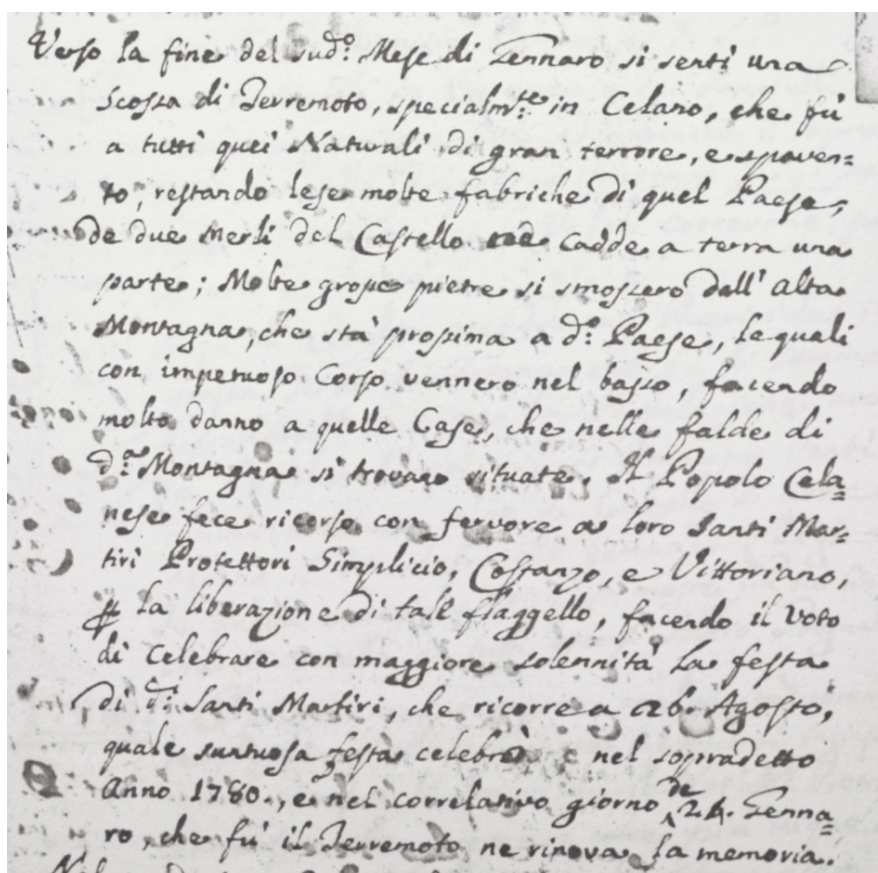 Verso la fine del sud.º Mese di Gennaro si sentì una
scossa di Terremoto, specialm.te in Celano, che fù
a tutti quei Naturali di gran terrore, e spaven=
to, restando lese molte fabriche di quel Paese,
de due Merli del Castello ne cadde a terra una
parte; Molte grosse pietre si smossero dall' alta
Montagna, che stà prossima a d.º Paese, le quali
con impetuoso Corso vennero nel basso, facendo
molto danno a quelle Case, che nelle falde di
d.ª Montagna si trovano situate. Il Popolo Cela=
nese fece ricorso con fervore a loro Santi Mar=
tiri Protettori Simplicio, Costanzo, e Vittoriano,
la liberazione di tall flaggello, facendo il Voto
di Celebrare con maggiore solennità la festa
di d.i Santi Martiri, che ricorre a 26. Agosto,
quale suntuosa festa celebrò nel sopradetto
Anno 1780., e nel correlativo giorno de 24. Genna=
ro, che fù il Terremoto ne rinova la memoria.